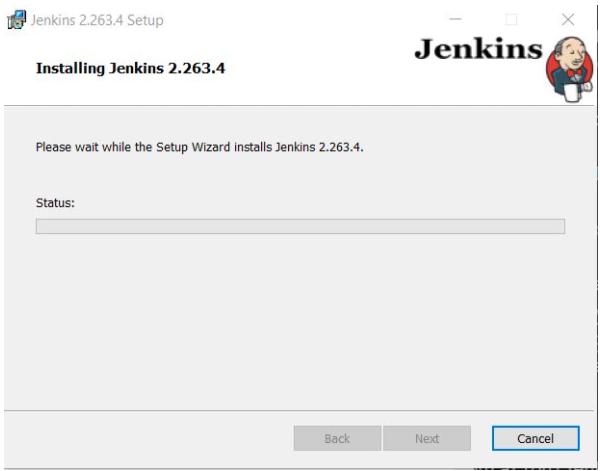 Jenkins 2.263.4 Setup
Jenkins
Installing Jenkins 2.263.4
Please wait while the Setup Wizard installs Jenkins 2.263.4.
Status:
Back
Next
Cancel